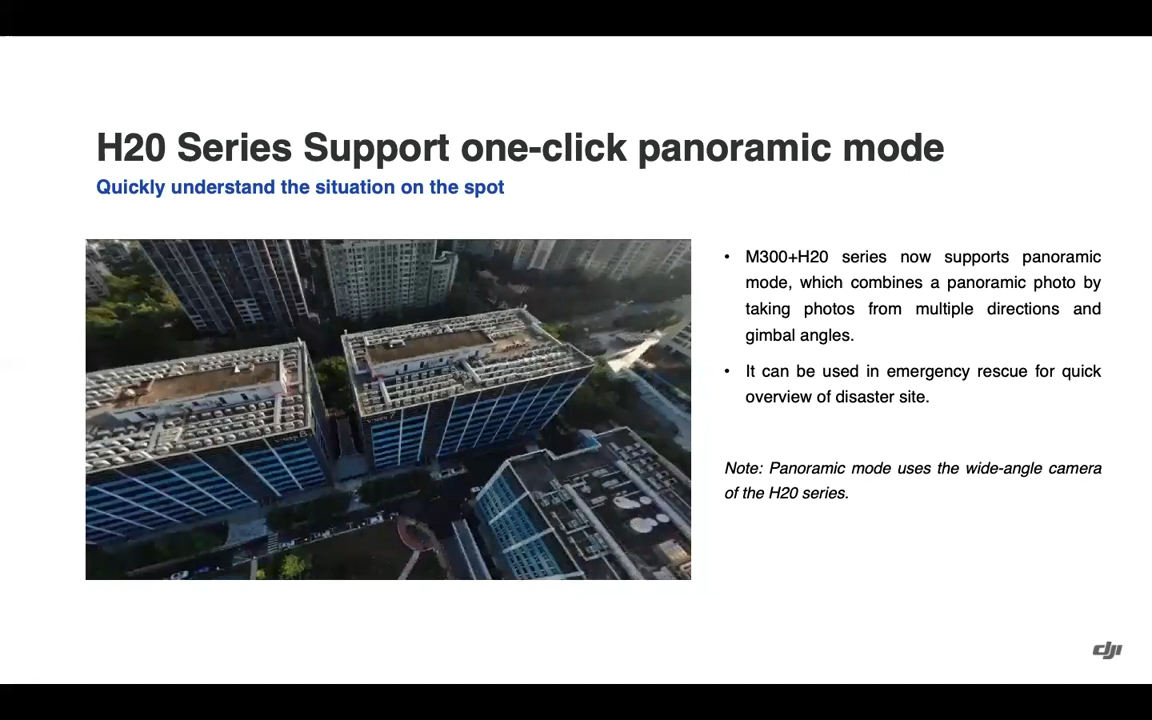 H20 Series Support one-click panoramic mode
Quickly understand the situation on the spot
• M300+H20 series now supports panoramic
mode, which combines a panoramic photo by
taking photos from multiple directions and
gimbal angles.
• It can be used in emergency rescue for quick
overview of disaster site.
Note: Panoramic mode uses the wide-angle camera
of the H20 series.
dji